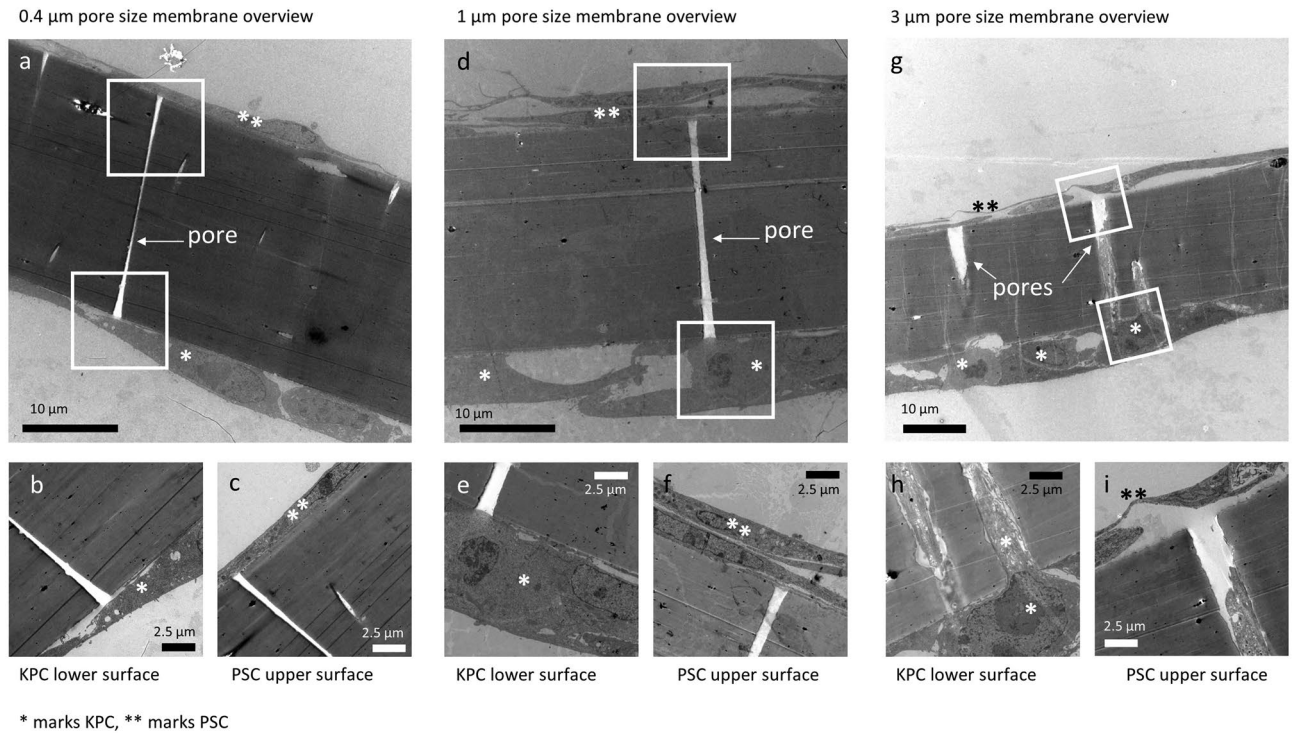 0.4 µm pore size membrane overview
1 µm pore size membrane overview
3 µm pore size membrane overview
a
**
pore
*
10 µm
d
**
pore
*
*
10 µm
g
**
pores
*
*
*
10 µm
b
*
2.5 µm
c
**
2.5 µm
e
2.5 µm
*
f
2.5 µm
**
h
2.5 µm
*
*
i
**
2.5 µm
KPC lower surface
PSC upper surface
KPC lower surface
PSC upper surface
KPC lower surface
PSC upper surface
* marks KPC, ** marks PSC